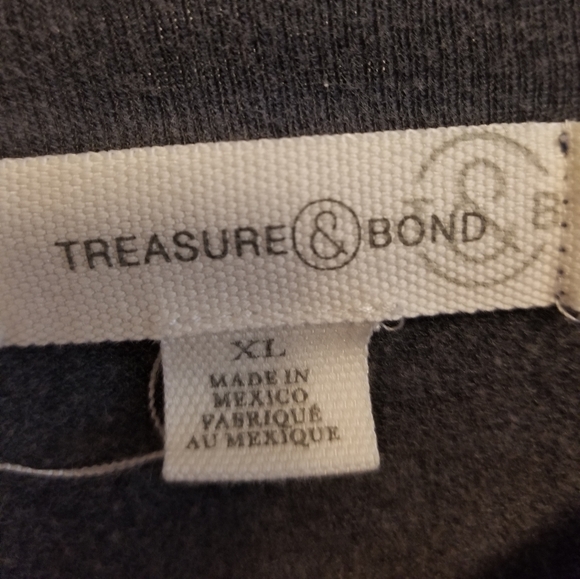 TREASURE & BOND
& B
XL
MADE IN
MEXICO
FABRIQUÉ
AU MEXIQUE